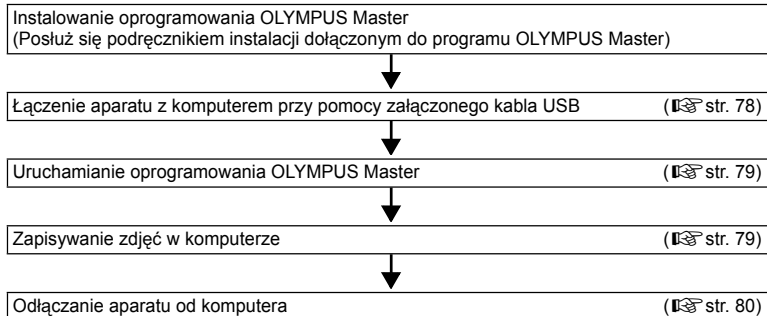 Instalowanie oprogramowania OLYMPUS Master
(Posłuż się podręcznikiem instalacji dołączonym do programu OLYMPUS Master)
Łączenie aparatu z komputerem przy pomocy załączonego kabla USB (☞ str. 78)
Uruchamianie oprogramowania OLYMPUS Master (☞ str. 79)
Zapisywanie zdjęć w komputerze (☞ str. 79)
Odłączanie aparatu od komputera (☞ str. 80)